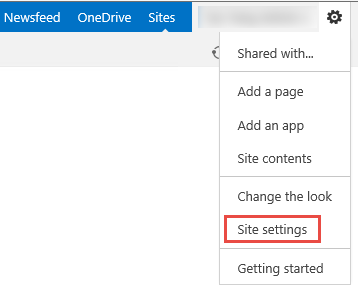 Newsfeed OneDrive Sites
Shared with...
Add a page
Add an app
Site contents
Change the look
Site settings
Getting started